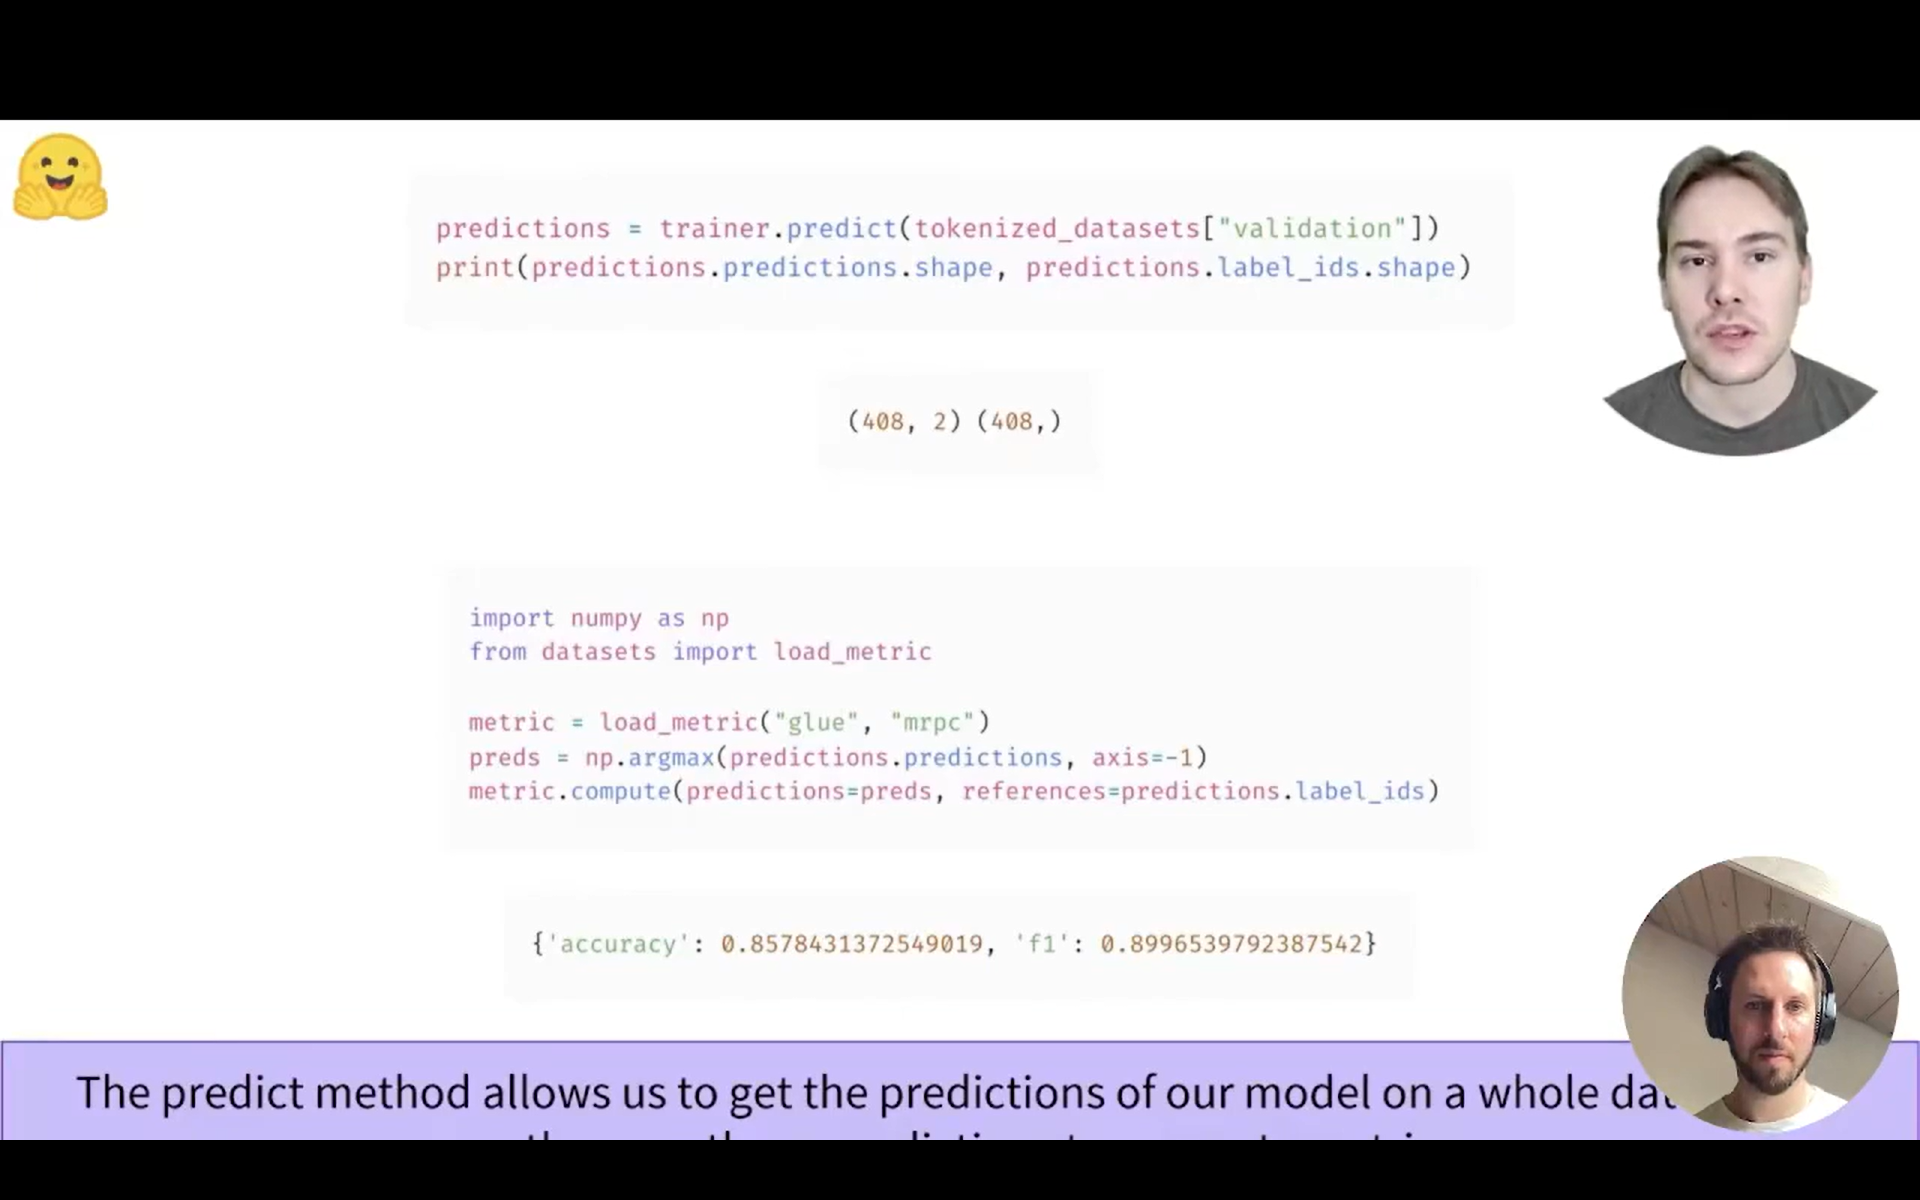 predictions = trainer.predict(tokenized_datasets["validation"])
print(predictions.predictions.shape, predictions.label_ids.shape)
(408, 2) (408,)
import numpy as np
from datasets import load_metric
metric = load_metric("glue", "mrpc")
preds = np.argmax(predictions.predictions, axis=-1)
metric.compute(predictions=preds, references=predictions.label_ids)
{'accuracy': 0.8578431372549019, 'f1': 0.8996539792387542}
The predict method allows us to get the predictions of our model on a whole